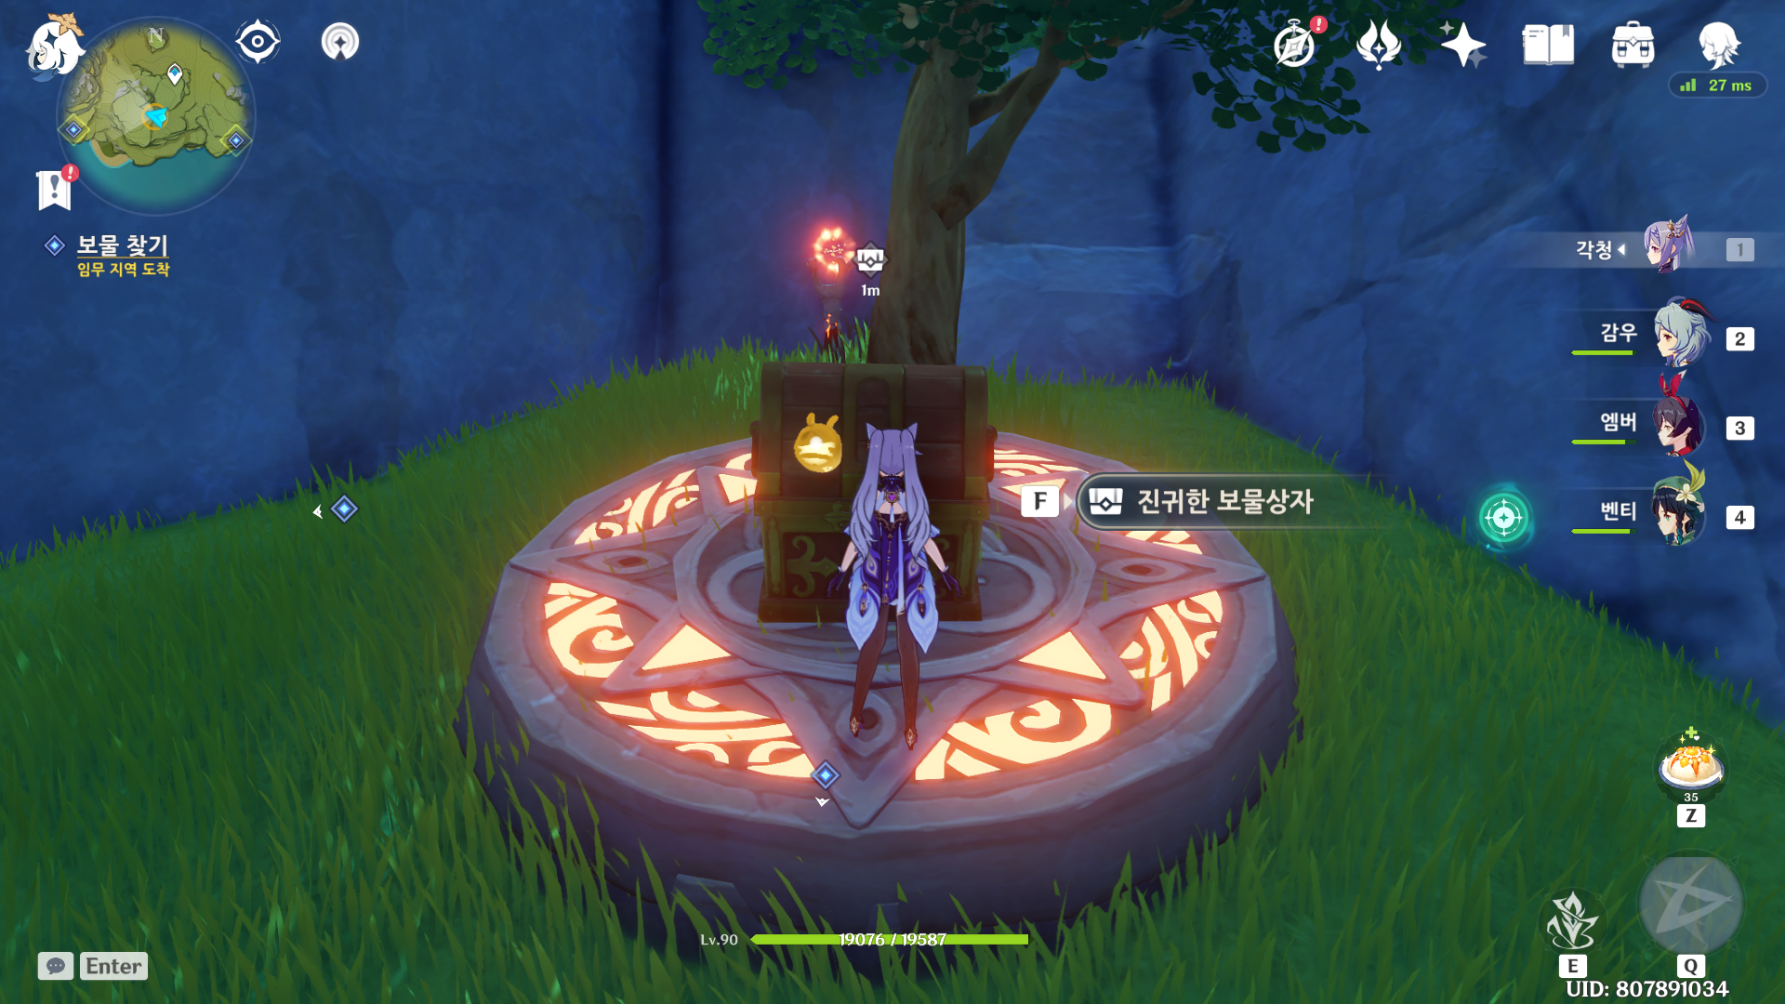 N
27 ms
보물 찾기
임무 지역 도착
1m
각청
1
감우
2
엠버
3
F
진귀한 보물상자
벤티
4
35
Z
Lv.90
19076 / 19587
Enter
E
Q
UID: 807891034